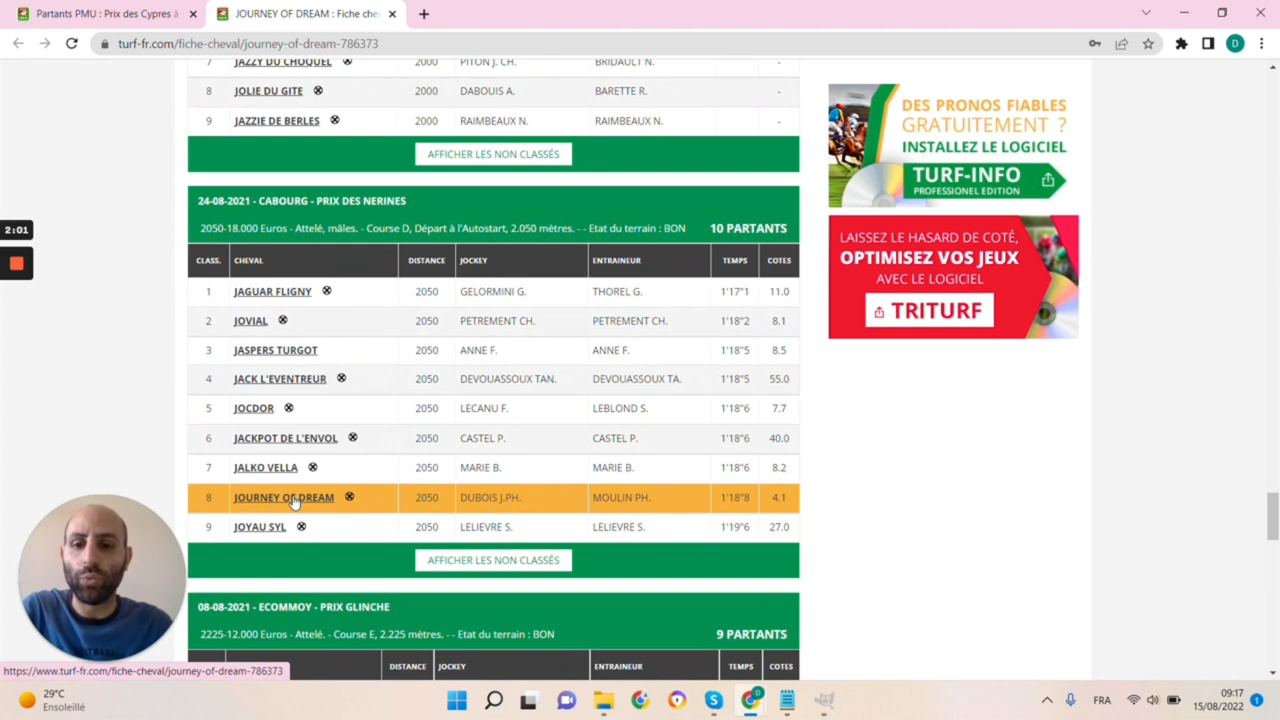 Partants PMU : Prix des Cypres à
JOURNEY OF DREAM : Fiche che
turf-fr.com/fiche-cheval/journey-of-dream-786373
D
7 JAZZY DU CHOQUEL 2000 PITON J. CH. BRIDAULT N. -
8 JOLIE DU GITE 2000 DABOUIS A. BARETTE R. -
9 JAZZIE DE BERLES 2000 RAIMBEAUX N. RAIMBEAUX N. -
AFFICHER LES NON CLASSÉS
24-08-2021 - CABOURG - PRIX DES NERINES
2050-18.000 Euros - Attelé, mâles. - Course D, Départ à l'Autostart, 2.050 mètres. - - Etat du terrain : BON 10 PARTANTS
CLASS. CHEVAL DISTANCE JOCKEY ENTRAINEUR TEMPS COTES
1 JAGUAR FLIGNY 2050 GELORMINI G. THOREL G. 1'17"1 11.0
2 JOVIAL 2050 PETREMENT CH. PETREMENT CH. 1'18"2 8.1
3 JASPERS TURGOT 2050 ANNE F. ANNE F. 1'18"5 8.5
4 JACK L'EVENTREUR 2050 DEVOUASSOUX TAN. DEVOUASSOUX TA. 1'18"5 55.0
5 JOCDOR 2050 LECANU F. LEBLOND S. 1'18"6 7.7
6 JACKPOT DE L'ENVOL 2050 CASTEL P. CASTEL P. 1'18"6 40.0
7 JALKO VELLA 2050 MARIE B. MARIE B. 1'18"6 8.2
8 JOURNEY OF DREAM 2050 DUBOIS J.PH. MOULIN PH. 1'18"8 4.1
9 JOYAU SYL 2050 LELIEVRE S. LELIEVRE S. 1'19"6 27.0
AFFICHER LES NON CLASSÉS
08-08-2021 - ECOMMOY - PRIX GLINCHE
2225-12.000 Euros - Attelé. - Course E, 2.225 mètres. - - Etat du terrain : BON 9 PARTANTS
DISTANCE JOCKEY ENTRAINEUR TEMPS COTES
DES PRONOS FIABLES
GRATUITEMENT ?
INSTALLEZ LE LOGICIEL
TURF-INFO
PROFESSIONEL EDITION
LAISSEZ LE HASARD DE COTÉ,
OPTIMISEZ VOS JEUX
AVEC LE LOGICIEL
TRITURF
2:01
https://www.turf-fr.com/fiche-cheval/journey-of-dream-786373
29°C
Ensoleillé
FRA
09:17
15/08/2022
1